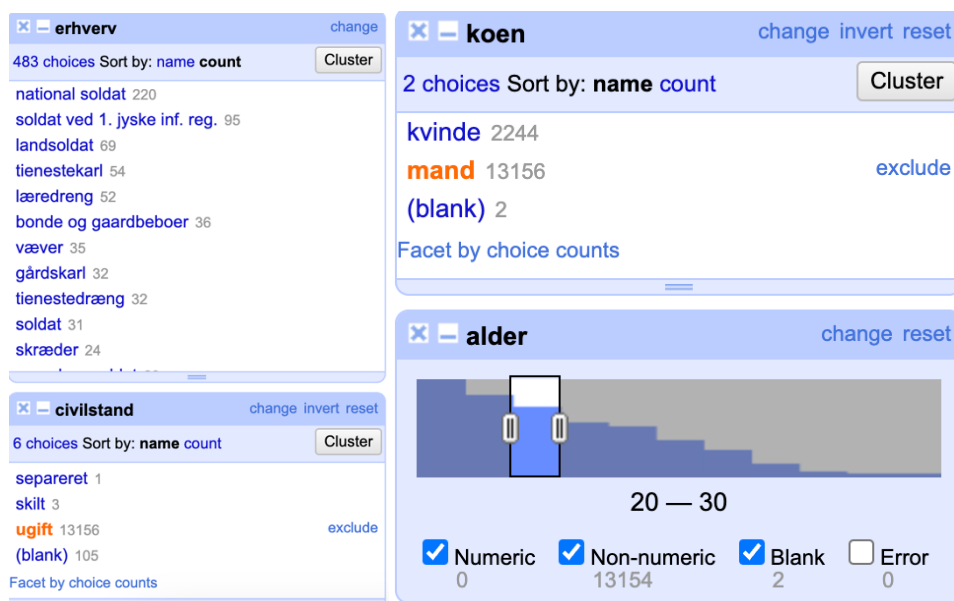 erhverv change
483 choices Sort by: name count Cluster
national soldat 220
soldat ved 1. jyske inf. reg. 95
landsoldat 69
tienestekarl 54
læredreng 52
bonde og gaardbeboer 36
væver 35
gårdskarl 32
tienestedræng 32
soldat 31
skræder 24
civilstand change invert reset
6 choices Sort by: name count Cluster
separeret 1
skilt 3
ugift 13156 exclude
(blank) 105
Facet by choice counts
koen change invert reset
2 choices Sort by: name count Cluster
kvinde 2244
mand 13156 exclude
(blank) 2
Facet by choice counts
alder change reset
20 — 30
Numeric Non-numeric Blank Error
0 13154 2 0